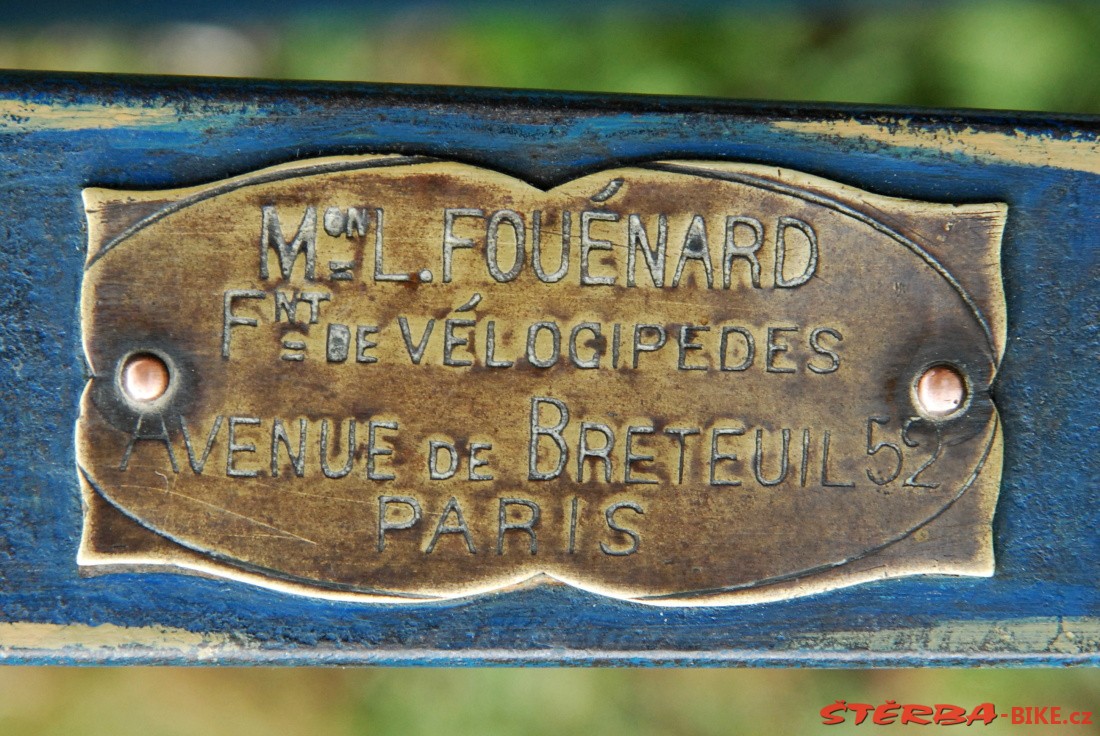 MON L. FOUÉNARD
FNT DE VÉLOCIPEDES
AVENUE DE BRETEUIL 52
PARIS
ŠTĚRBA-BIKE.cz